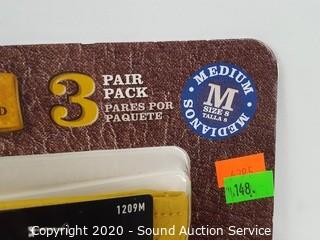 3
PAIR
PACK
PARES POR
PAQUETE
MEDIUM
M
SIZE 8
TALLA 8
MEDIANOS
148.
1209M
Copyright 2020 - Sound Auction Service